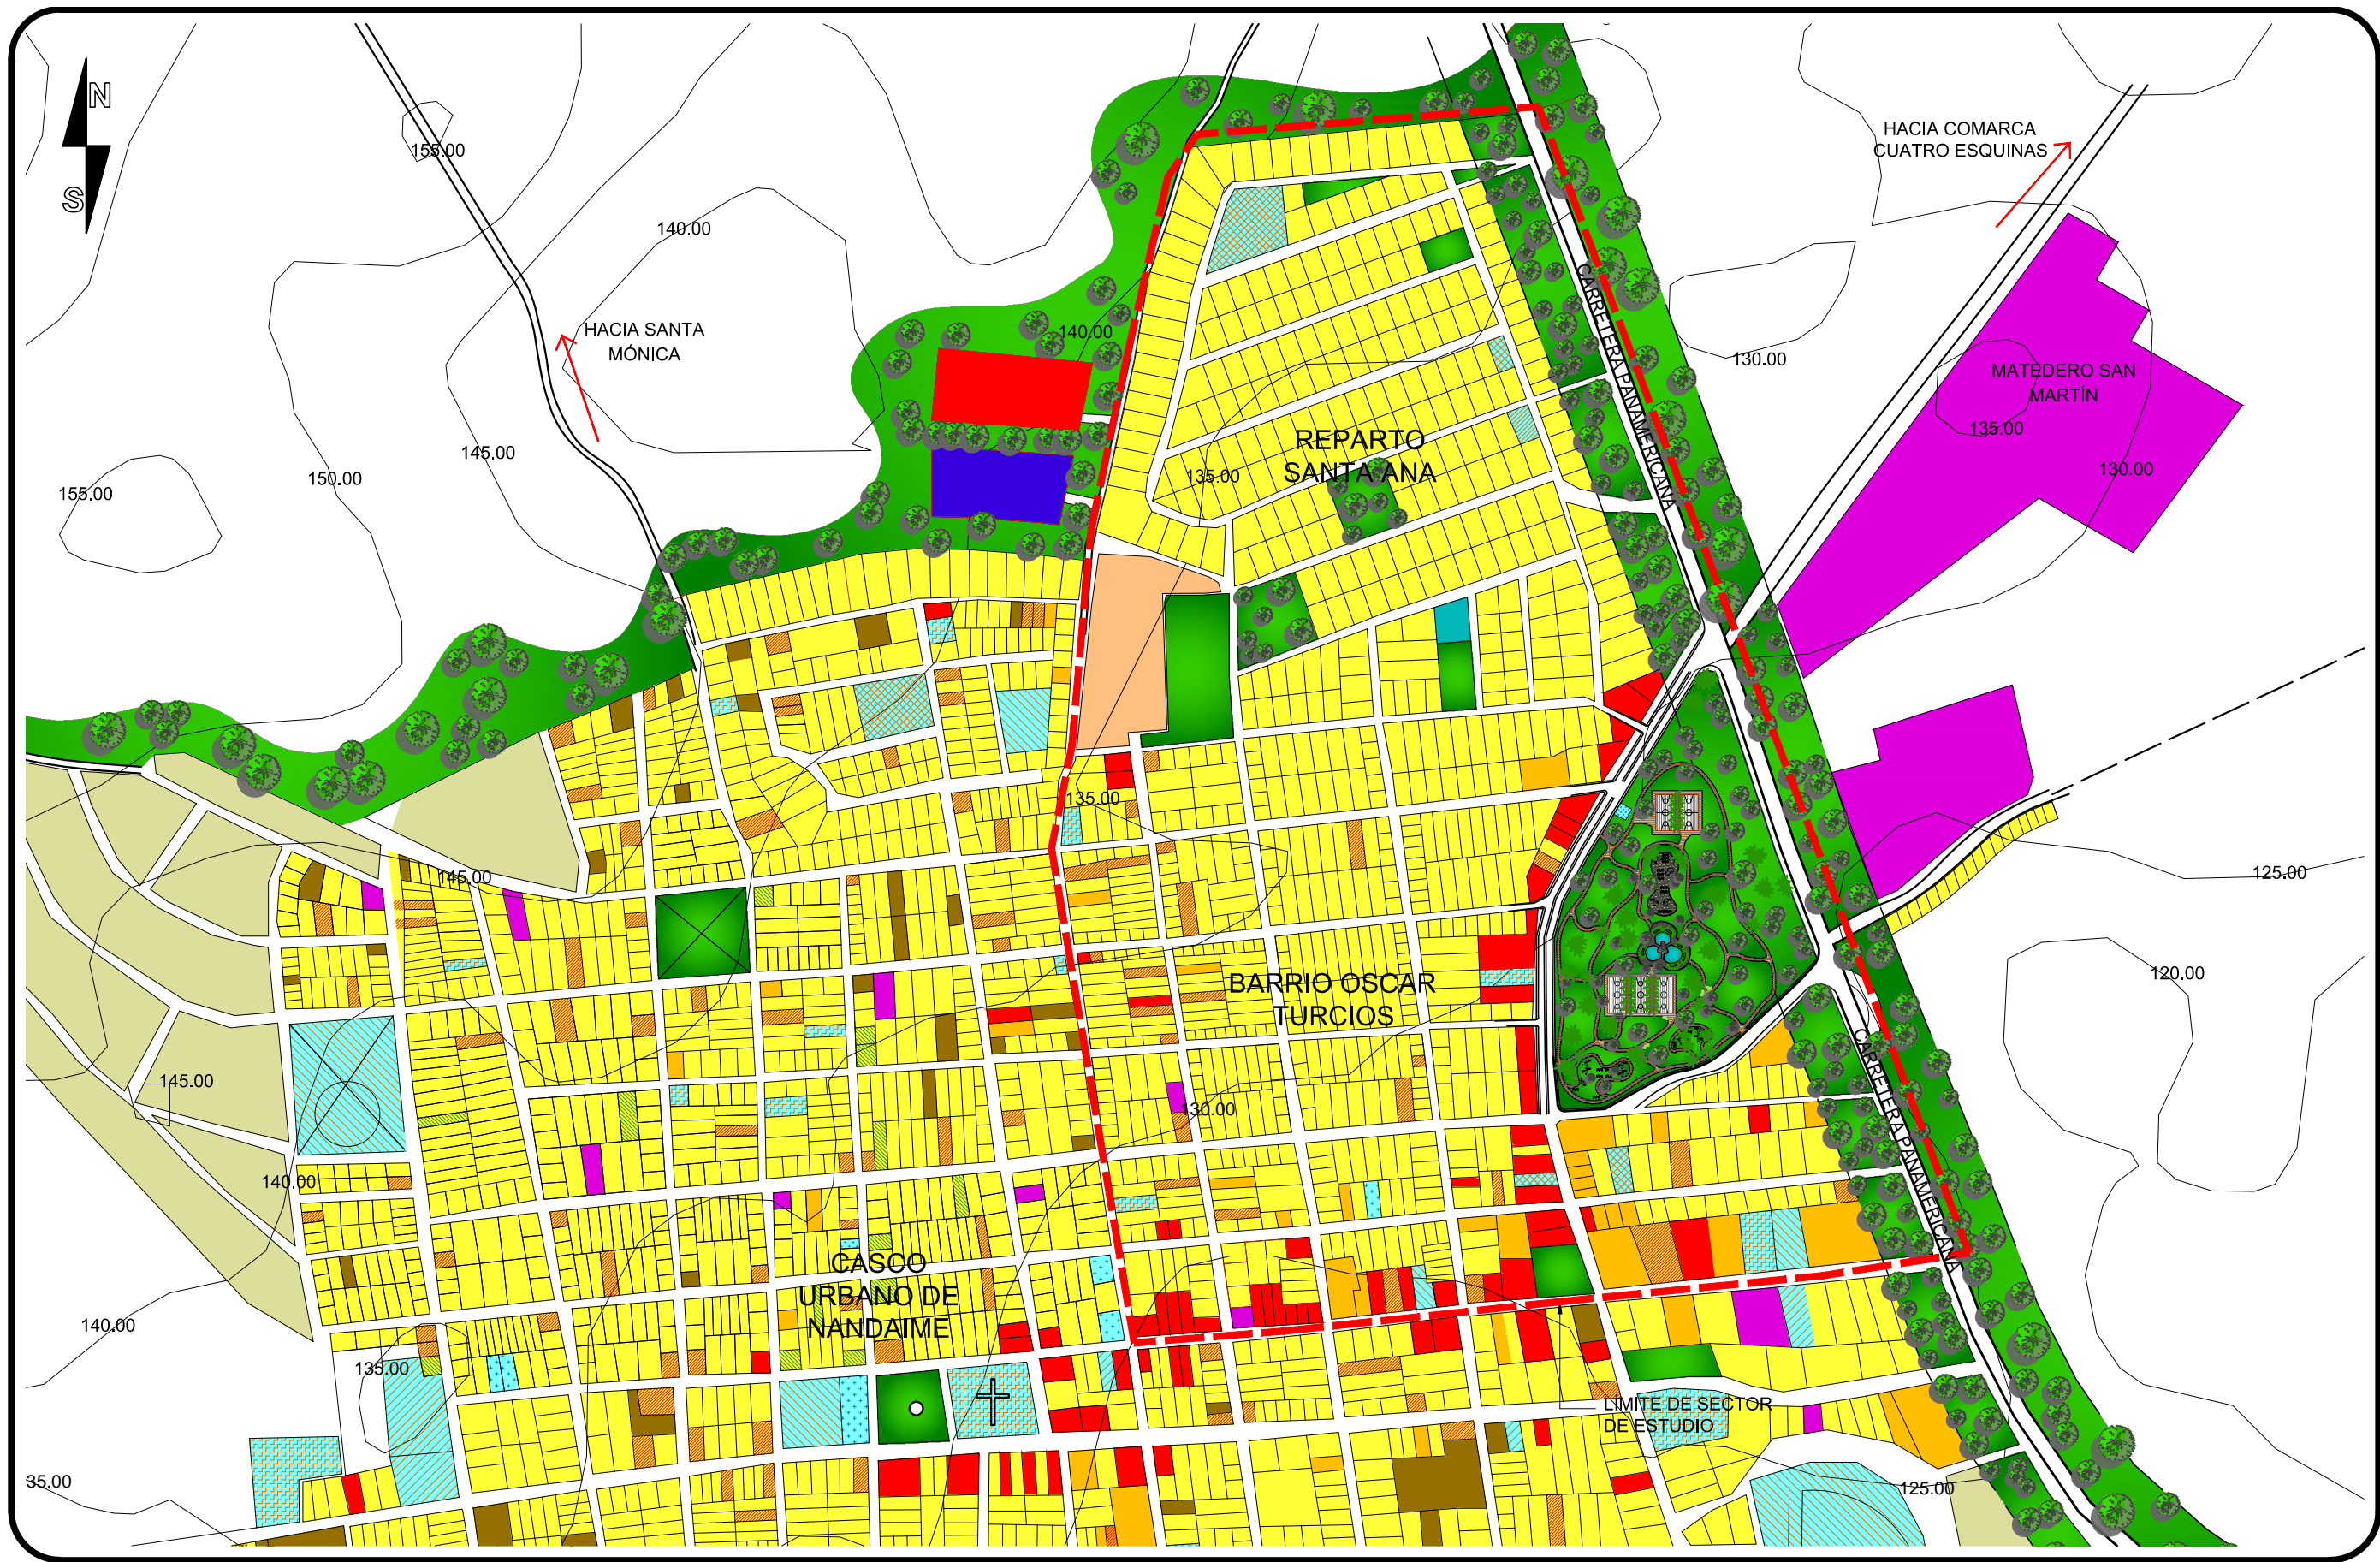 N
S
155.00
140.00
HACIA SANTA
MÓNICA
HACIA COMARCA
CUATRO ESQUINAS
140.00
130.00
CARRETERA PANAMERICANA
MATEDERO SAN
MARTÍN
135.00
130.00
145.00
150.00
155.00
REPARTO
SANTA ANA
135.00
135.00
145.00
125.00
120.00
BARRIO OSCAR
TURCIOS
145.00
130.00
CARRETERA PANAMERICANA
140.00
CASCO
URBANO DE
NANDAIME
140.00
135.00
LÍMITE DE SECTOR
DE ESTUDIO
35.00
125.00